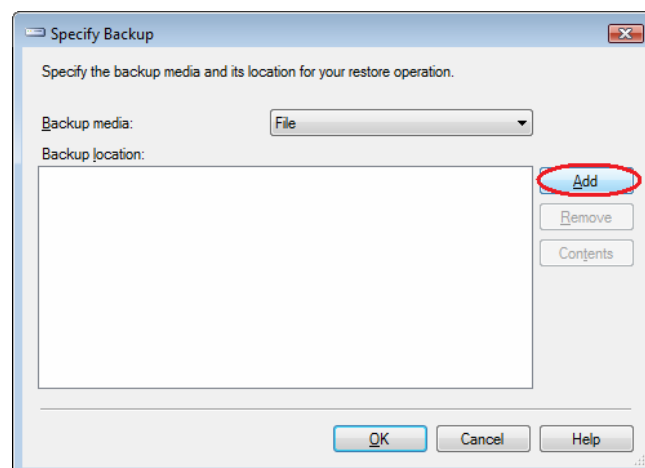 Specify Backup
Specify the backup media and its location for your restore operation.
Backup media:
File
Backup location:
Add
Remove
Contents
OK
Cancel
Help